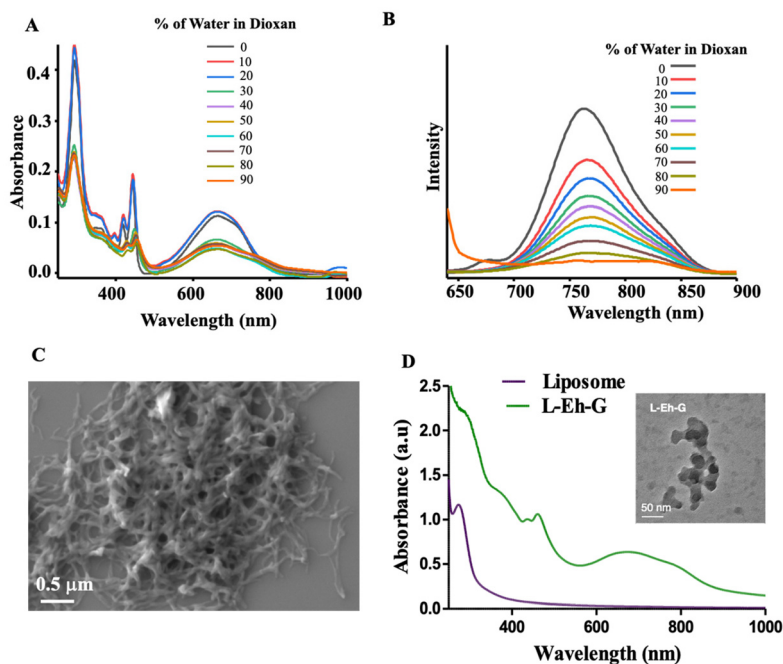 A
% of Water in Dioxan
0
10
20
30
40
50
60
70
80
90
Absorbance
0.4
0.3
0.2
0.1
0.0
400
600
800
1000
Wavelength (nm)
B
% of Water in Dioxan
0
10
20
30
40
50
60
70
80
90
Intensity
650
700
750
800
850
900
Wavelength (nm)
C
0.5 μm
D
Liposome
L-Eh-G
2.5
2.0
1.5
1.0
0.5
0.0
Absorbance (a.u)
L-Eh-G
50 nm
400
600
800
1000
Wavelength (nm)